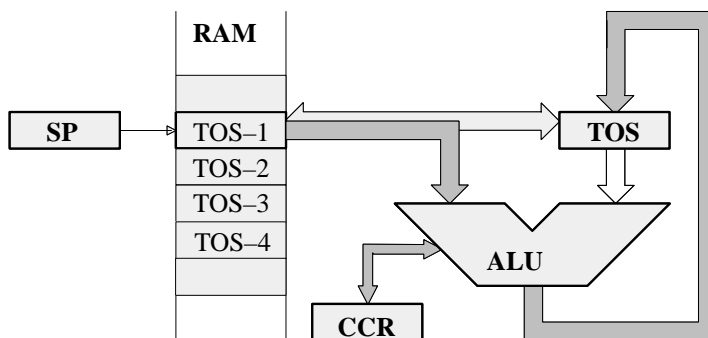 RAM
SP
TOS–1
TOS
TOS–2
TOS–3
TOS–4
ALU
CCR